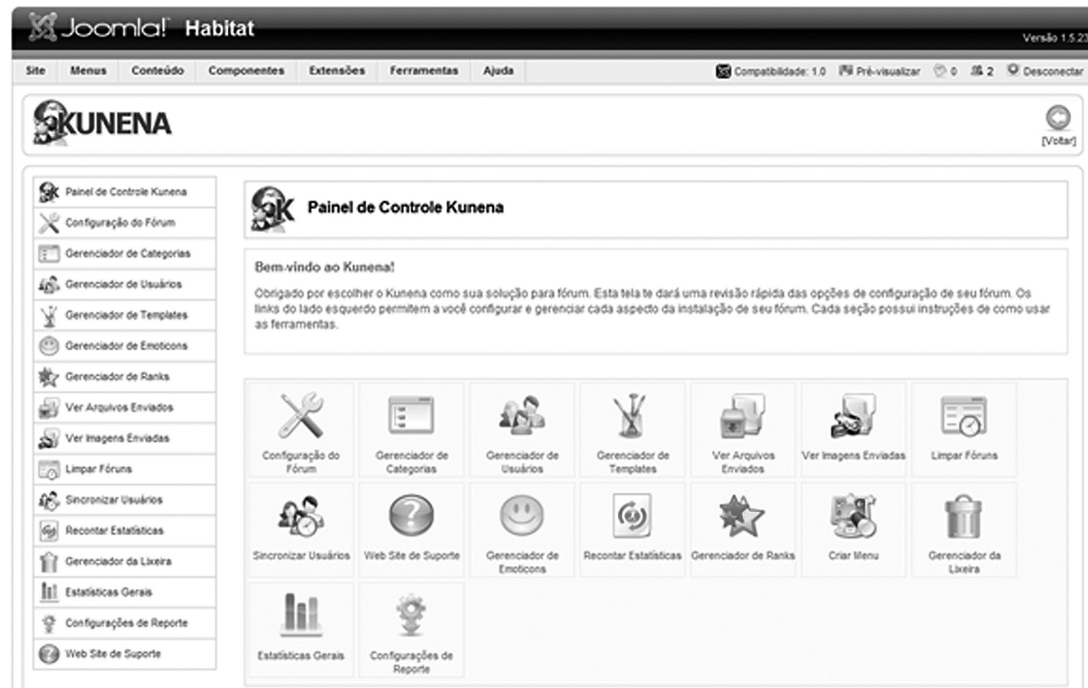 Joomla! Habitat
Versão 1.5.23
Site Menus Conteúdo Componentes Extensões Ferramentas Ajuda Compatibilidade: 1.0 Pré-visualizar 0 2 Desconectar
KUNENA
[Voltar]
Painel de Controle Kunena
Configuração do Fórum
Gerenciador de Categorias
Gerenciador de Usuários
Gerenciador de Templates
Gerenciador de Emoticons
Gerenciador de Ranks
Ver Arquivos Enviados
Ver Imagens Enviadas
Limpar Fóruns
Sincronizar Usuários
Recontar Estatísticas
Gerenciador da Lixeira
Estatísticas Gerais
Configurações de Reporte
Web Site de Suporte
Painel de Controle Kunena
Bem-vindo ao Kunena!
Obrigado por escolher o Kunena como sua solução para fórum. Esta tela te dará uma revisão rápida das opções de configuração de seu fórum. Os
links do lado esquerdo permitem a você configurar e gerenciar cada aspecto da instalação de seu fórum. Cada seção possui instruções de como usar
as ferramentas.
Configuração do
Fórum
Gerenciador de
Categorias
Gerenciador de
Usuários
Gerenciador de
Templates
Ver Arquivos
Enviados
Ver Imagens Enviadas
Limpar Fóruns
Sincronizar Usuários
Web Site de Suporte
Gerenciador de
Emoticons
Recontar Estatísticas
Gerenciador de Ranks
Criar Menu
Gerenciador da
Lixeira
Estatísticas Gerais
Configurações de
Reporte